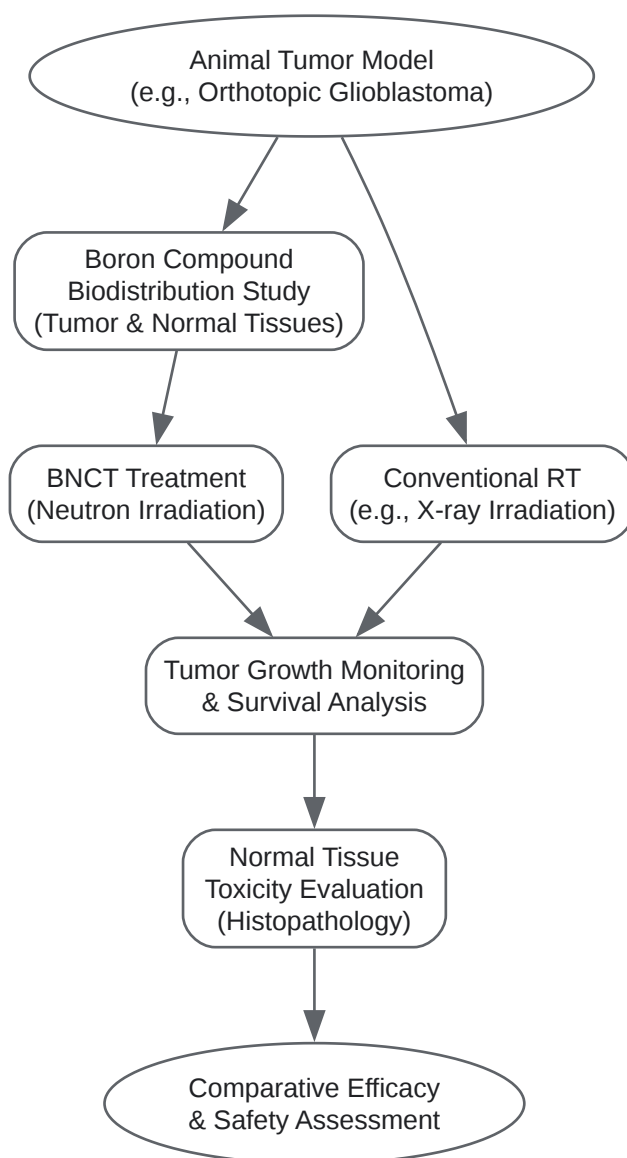 Animal Tumor Model
(e.g., Orthotopic Glioblastoma)
Boron Compound
Biodistribution Study
(Tumor & Normal Tissues)
BNCT Treatment
(Neutron Irradiation)
Conventional RT
(e.g., X-ray Irradiation)
Tumor Growth Monitoring
& Survival Analysis
Normal Tissue
Toxicity Evaluation
(Histopathology)
Comparative Efficacy
& Safety Assessment